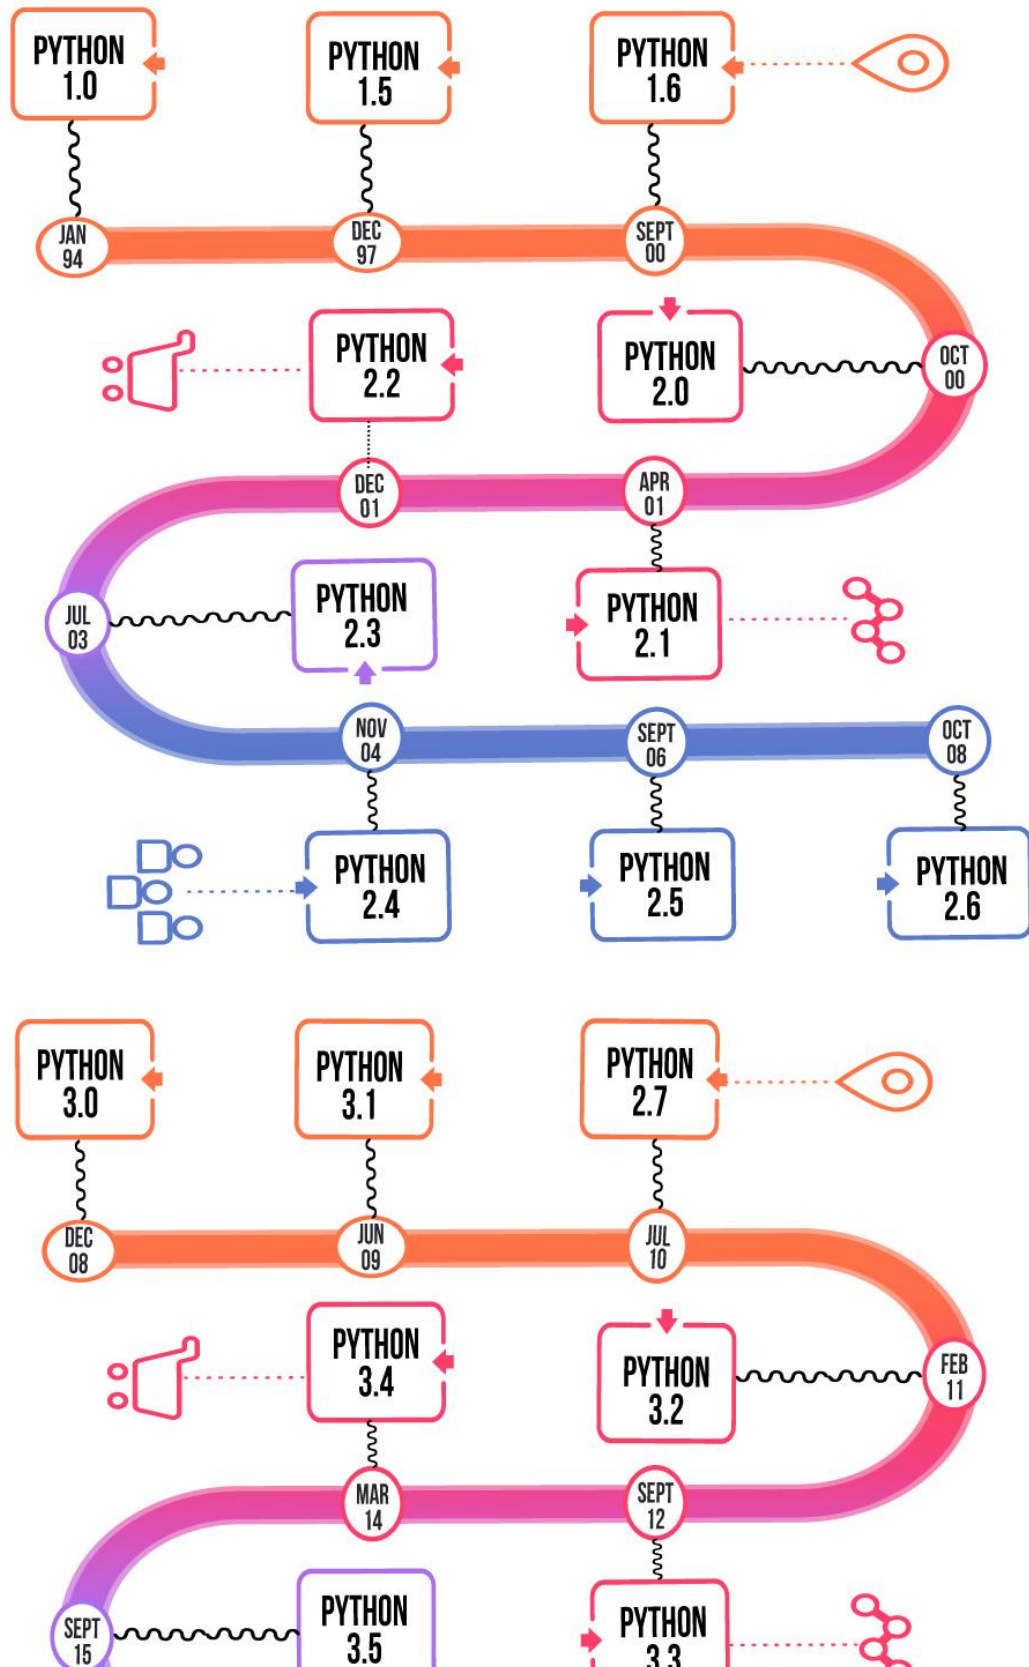 PYTHON
1.0
PYTHON
1.5
PYTHON
1.6
JAN
94
DEC
97
SEPT
00
PYTHON
2.2
PYTHON
2.0
OCT
00
DEC
01
APR
01
JUL
03
PYTHON
2.3
PYTHON
2.1
NOV
04
SEPT
06
OCT
08
PYTHON
2.4
PYTHON
2.5
PYTHON
2.6
PYTHON
3.0
PYTHON
3.1
PYTHON
2.7
DEC
08
JUN
09
JUL
10
PYTHON
3.4
PYTHON
3.2
FEB
11
MAR
14
SEPT
12
SEPT
15
PYTHON
3.5
PYTHON
3.3